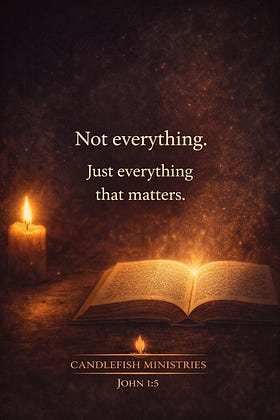 Not everything.
Just everything
that matters.
CANDLEFISH MINISTRIES
JOHN 1:5